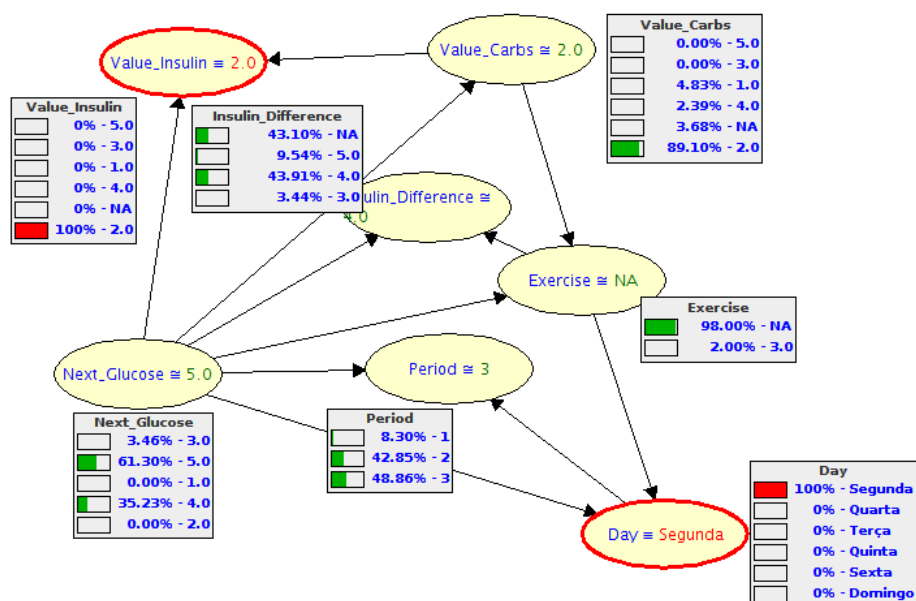 Value_Insulin ≅ 2.0
Value_Carbs ≅ 2.0
Value_Carbs
0.00% - 5.0
0.00% - 3.0
4.83% - 1.0
2.39% - 4.0
3.68% - NA
89.10% - 2.0
Value_Insulin
0% - 5.0
0% - 3.0
0% - 1.0
0% - 4.0
0% - NA
100% - 2.0
Insulin_Difference
43.10% - NA
9.54% - 5.0
43.91% - 4.0
3.44% - 3.0
sulin_Difference ≅
4.0
Exercise ≅ NA
Exercise
98.00% - NA
2.00% - 3.0
Next_Glucose ≅ 5.0
Period ≅ 3
Next_Glucose
3.46% - 3.0
61.30% - 5.0
0.00% - 1.0
35.23% - 4.0
0.00% - 2.0
Period
8.30% - 1
42.85% - 2
48.86% - 3
Day ≡ Segunda
Day
100% - Segunda
0% - Quarta
0% - Terça
0% - Quinta
0% - Sexta
0% - Domingo